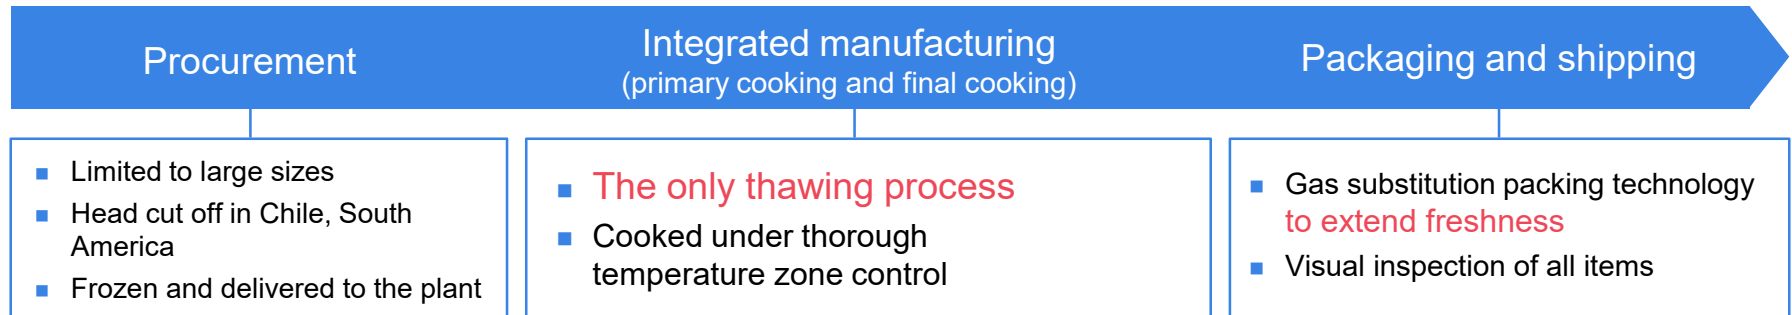 Procurement
Integrated manufacturing
(primary cooking and final cooking)
Packaging and shipping
Limited to large sizes
Head cut off in Chile, South
America
Frozen and delivered to the plant
The only thawing process
Cooked under thorough
temperature zone control
Gas substitution packing technology
to extend freshness
Visual inspection of all items